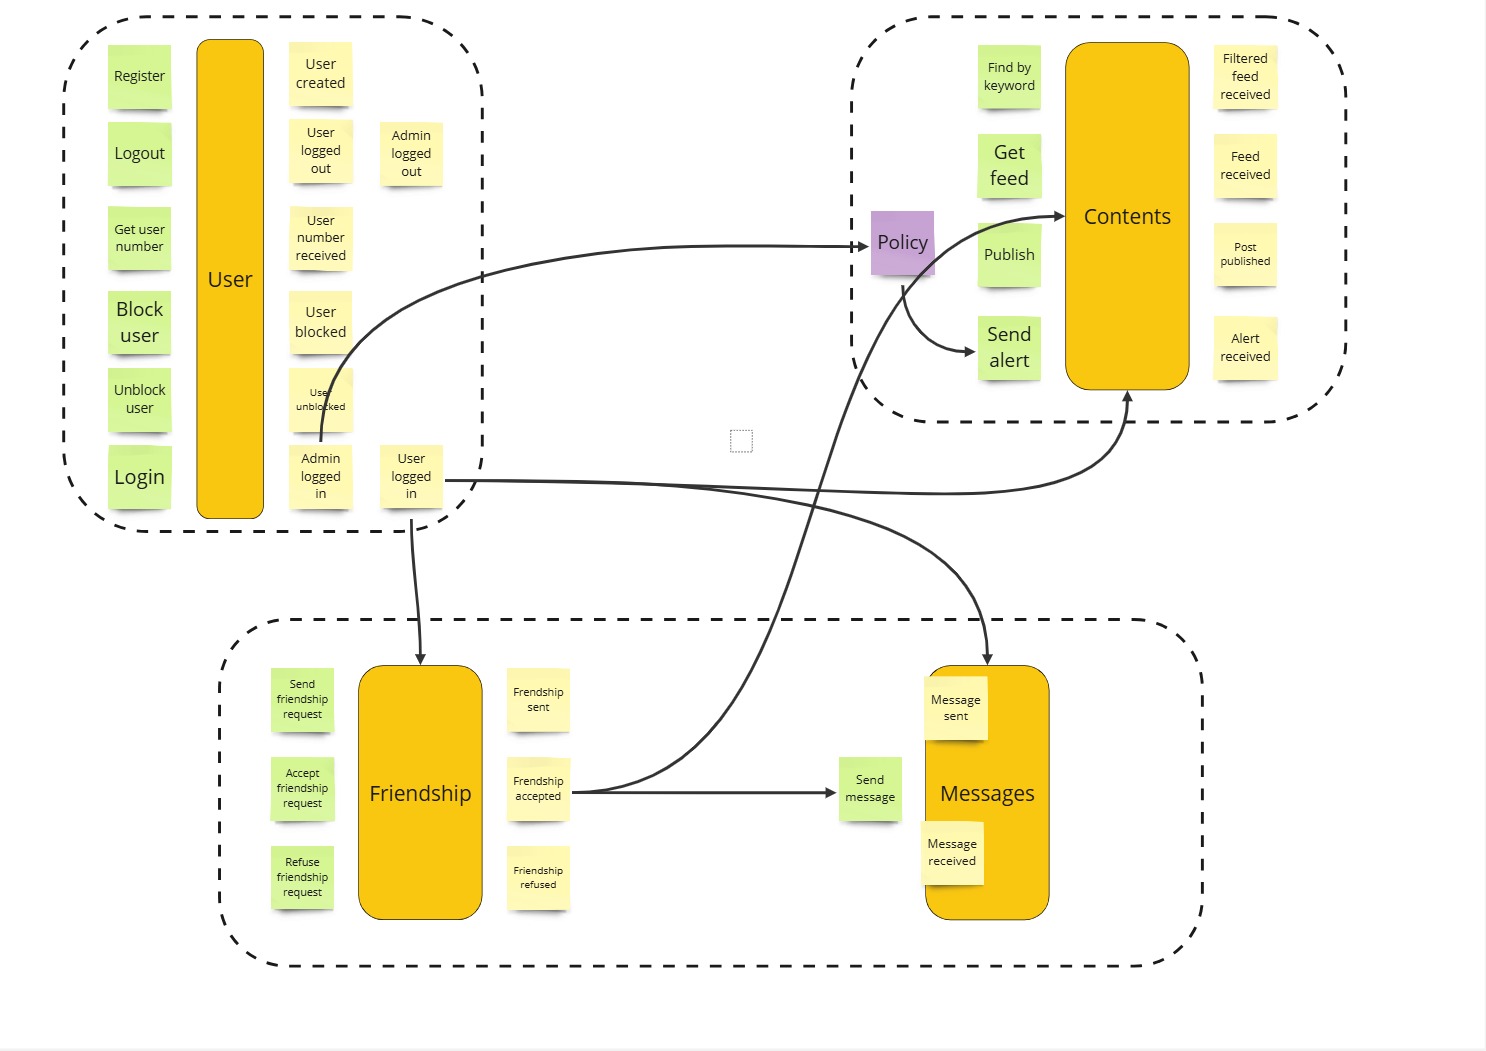 Register
User
created
Logout
User
logged
out
Admin
logged
out
Get user
number
User
number
received
User
Block
user
User
blocked
Unblock
user
User
unblocked
Login
Admin
logged
in
User
logged
in
Find by
keyword
Filtered
feed
received
Get
feed
Feed
received
Contents
Policy
Publish
Post
published
Send
alert
Alert
received
Send
friendship
request
Frendship
sent
Accept
friendship
request
Friendship
Frendship
accepted
Refuse
friendship
request
Friendship
refused
Message
sent
Send
message
Messages
Message
received